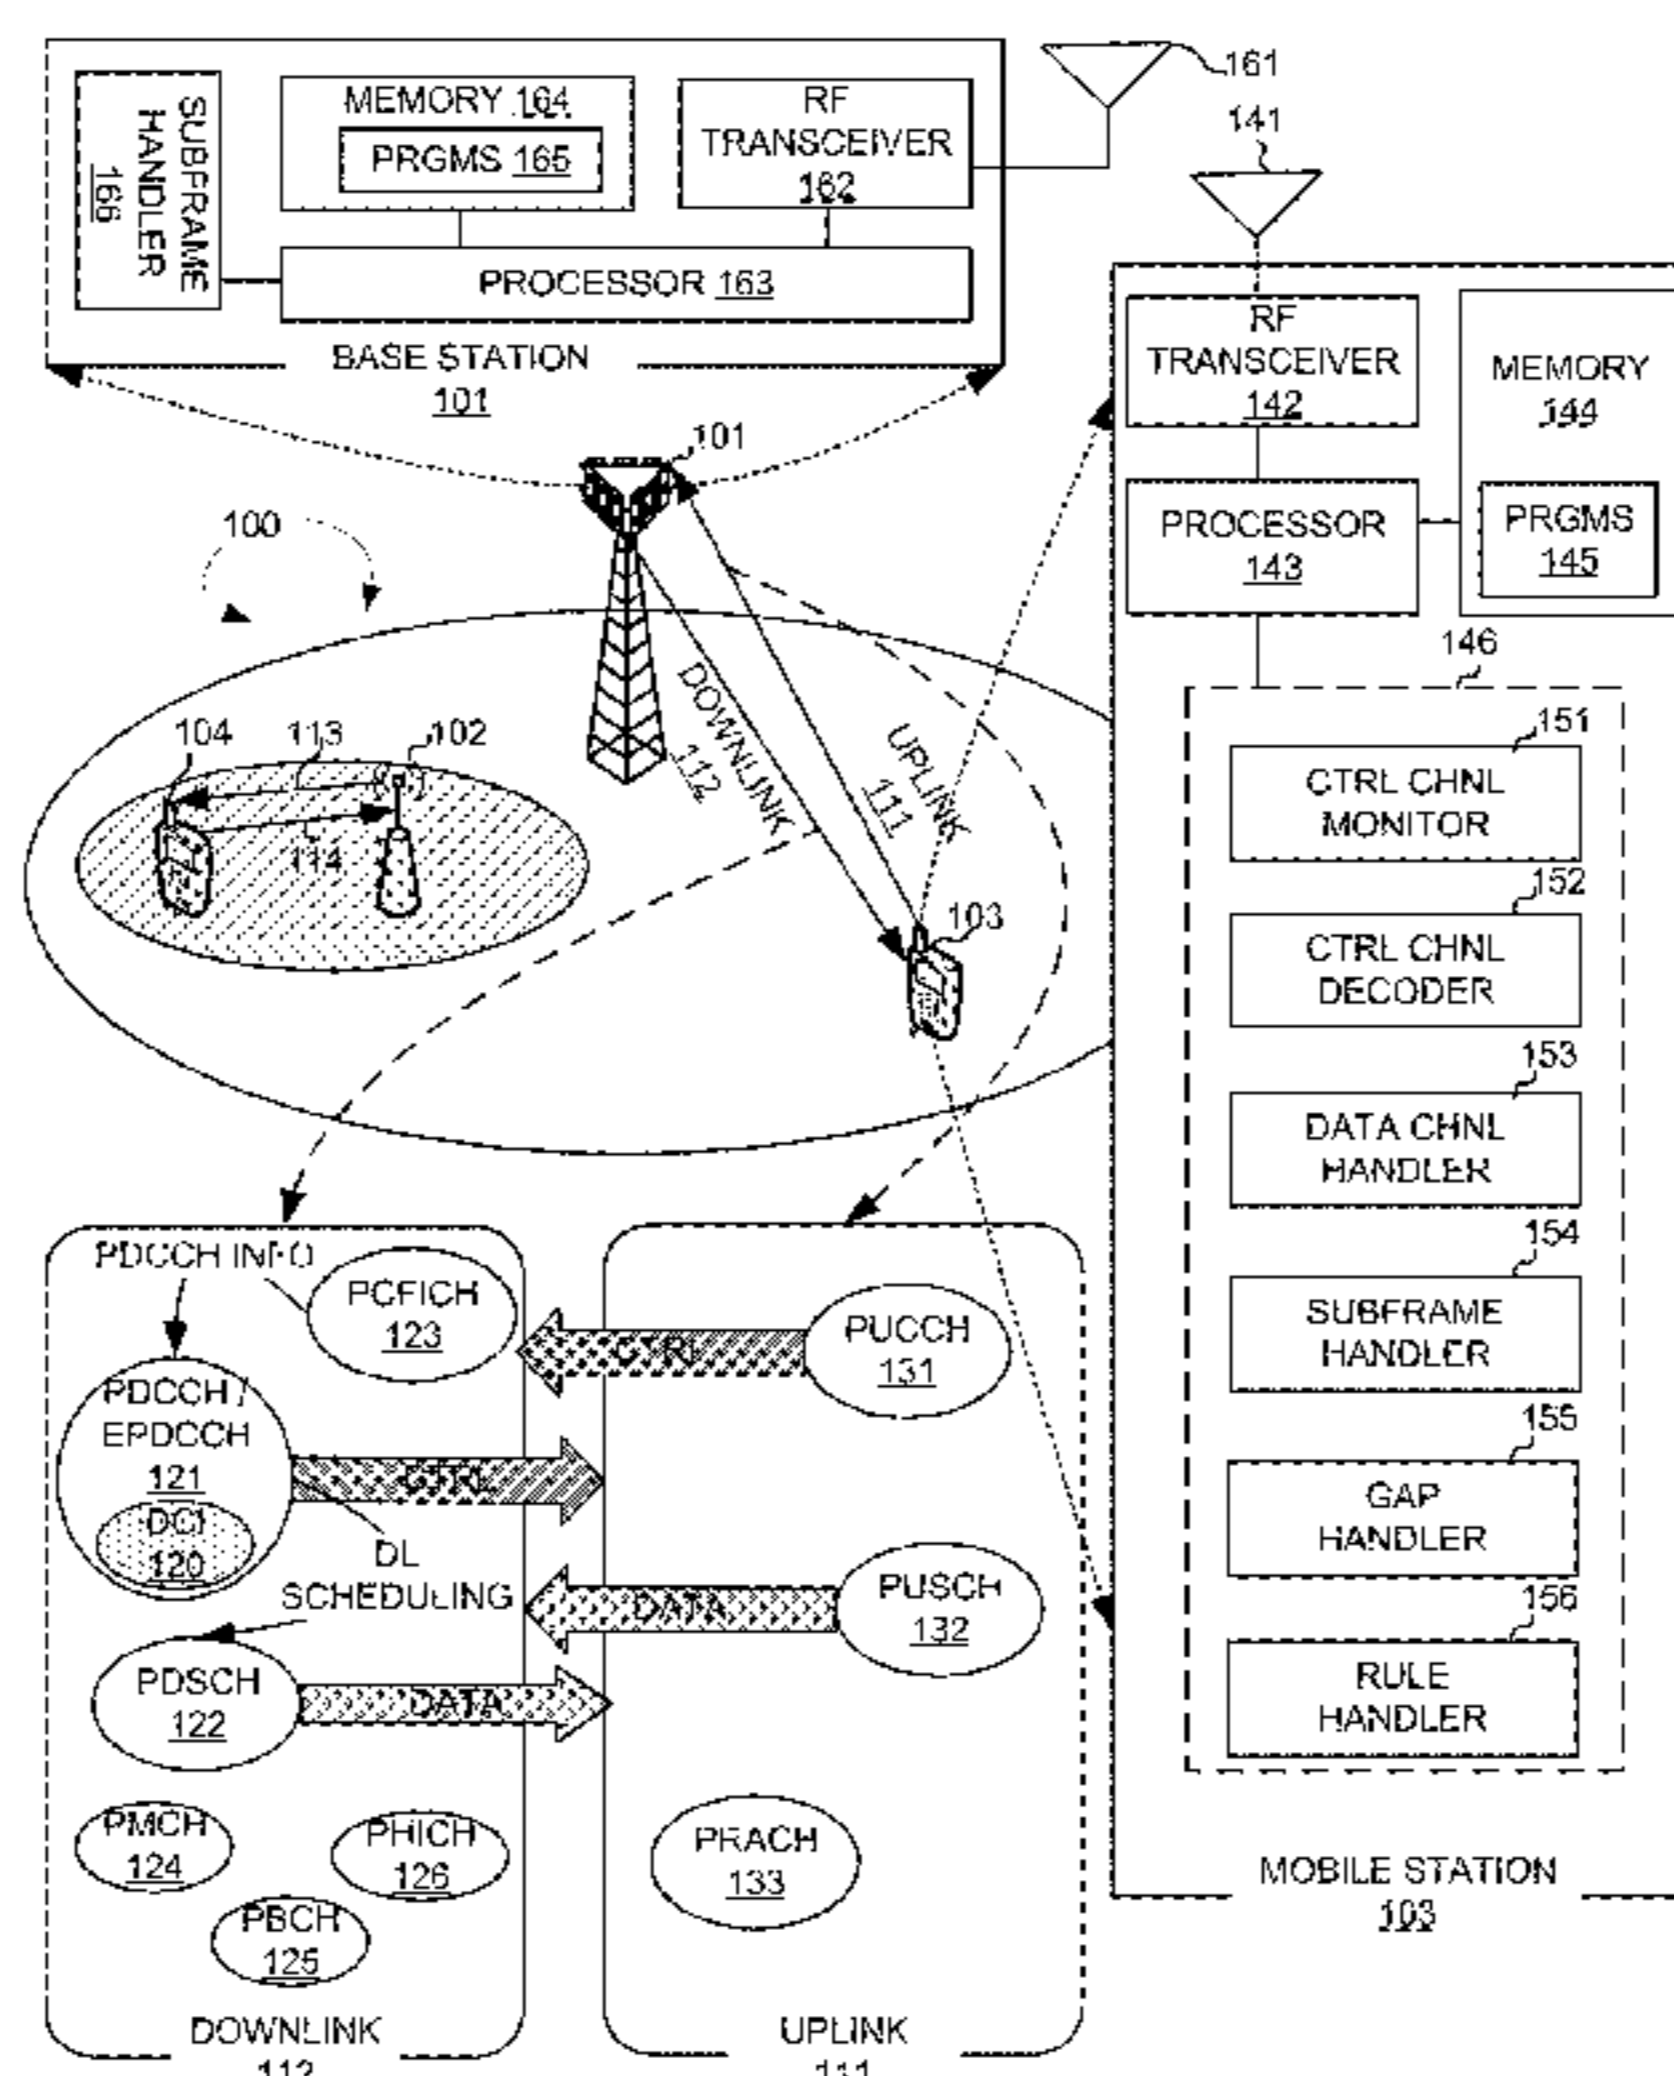 SUBFRAME
HANDLER
166
MEMORY 164
PRGMS 165
RF
TRANSCEIVER
162
PROCESSOR 163
BASE STATION
101
161
141
RF
TRANSCEIVER
142
MEMORY
144
PROCESSOR
143
PRGMS
145
146
101
100
DOWNLINK
112
UPLINK
111
104
113
102
114
103
151
CTRL CHNL
MONITOR
152
CTRL CHNL
DECODER
153
DATA CHNL
HANDLER
154
SUBFRAME
HANDLER
155
GAP
HANDLER
156
RULE
HANDLER
MOBILE STATION
103
PDCCH INFO
PCFICH
123
PDCCH /
EPDCCH
121
DCI
120
CTRL
DL
SCHEDULING
PDSCH
122
DATA
PMCH
124
PHICH
126
PBCH
125
DOWNLINK
112
PUCCH
131
CTRL
PUSCH
132
DATA
PRACH
133
UPLINK
111